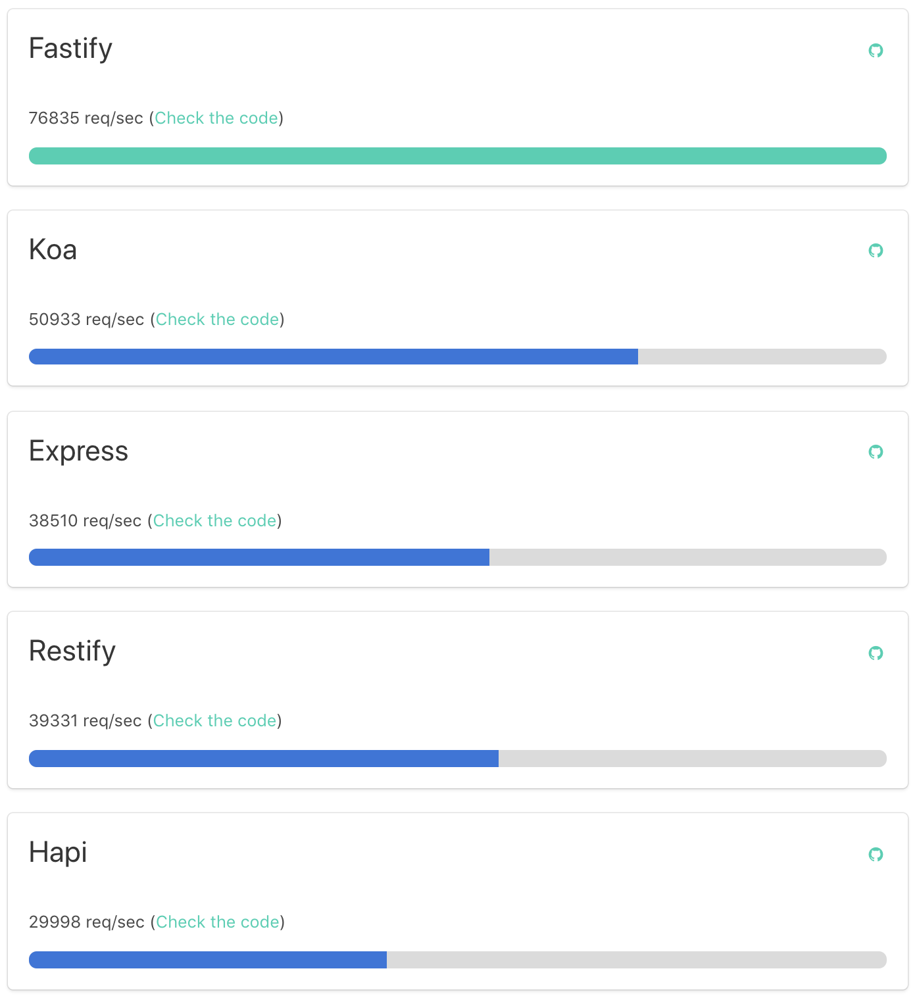 Fastify
76835 req/sec (Check the code)
Koa
50933 req/sec (Check the code)
Express
38510 req/sec (Check the code)
Restify
39331 req/sec (Check the code)
Hapi
29998 req/sec (Check the code)